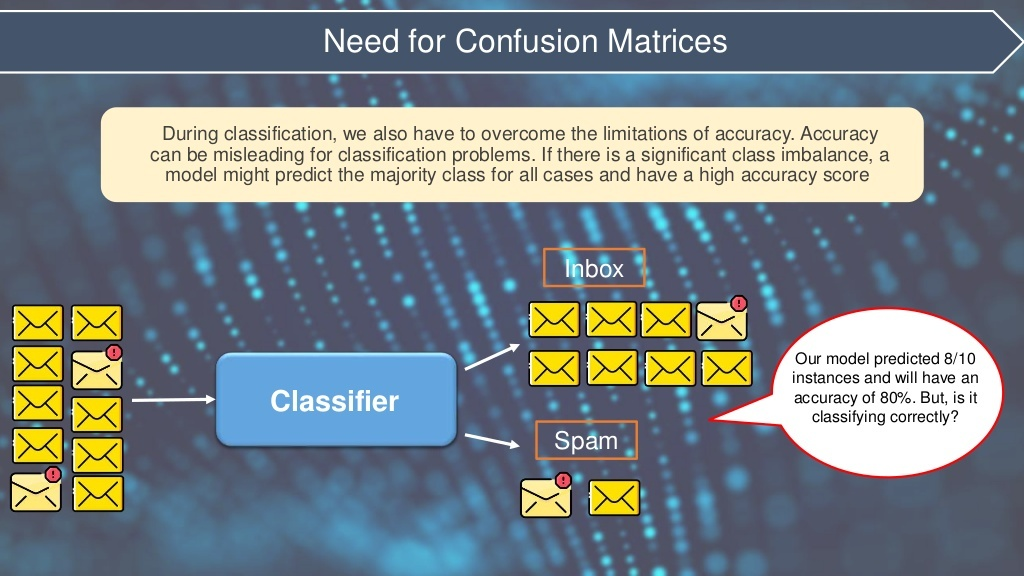 Need for Confusion Matrices
During classification, we also have to overcome the limitations of accuracy. Accuracy
can be misleading for classification problems. If there is a significant class imbalance, a
model might predict the majority class for all cases and have a high accuracy score
Inbox
Our model predicted 8/10
instances and will have an
accuracy of 80%. But, is it
classifying correctly?
Classifier
Spam